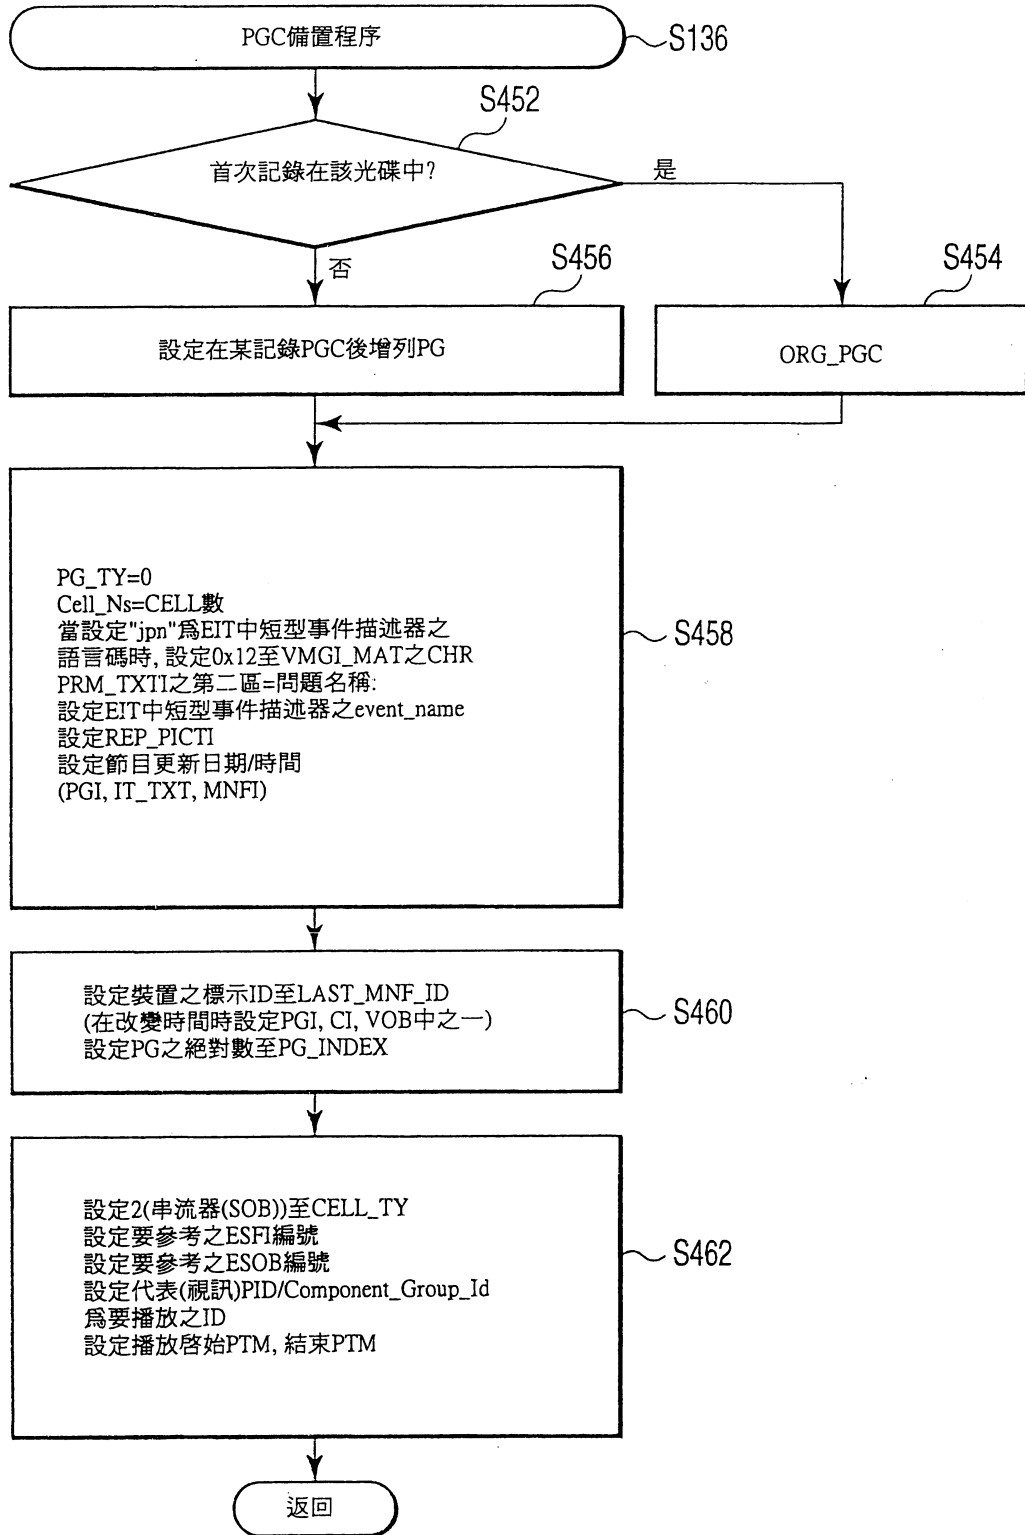 PGC備置程序
S136
S452
首次記錄在該光碟中?
是
否
S456
S454
設定在某記錄PGC後增列PG
ORG_PGC
PG_TY=0
Cell_Ns=CELL數
當設定"jpn"爲EIT中短型事件描述器之
語言碼時, 設定0x12至VMGI_MAT之CHR
PRM_TXTI之第二區=問題名稱:
設定EIT中短型事件描述器之event_name
設定REP_PICTI
設定節目更新日期/時間
(PGI, IT_TXT, MNFI)
S458
設定裝置之標示ID至LAST_MNF_ID
(在改變時間時設定PGI, CI, VOB中之一)
設定PG之絕對數至PG_INDEX
S460
設定2(串流器(SOB))至CELL_TY
設定要參考之ESFI編號
設定要參考之ESOB編號
設定代表(視訊)PID/Component_Group_Id
爲要播放之ID
設定播放啓始PTM, 結束PTM
S462
返回